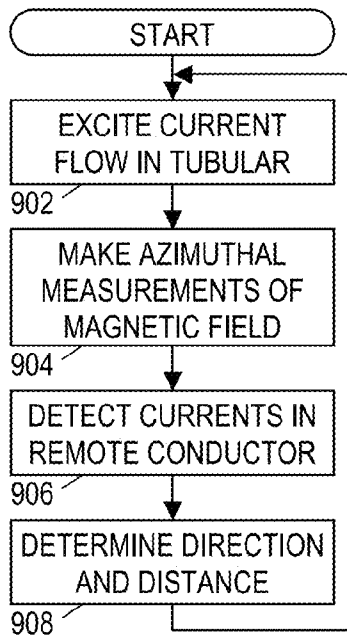 START
EXCITE CURRENT
FLOW IN TUBULAR
902
MAKE AZIMUTHAL
MEASUREMENTS OF
MAGNETIC FIELD
904
DETECT CURRENTS IN
REMOTE CONDUCTOR
906
DETERMINE DIRECTION
AND DISTANCE
908